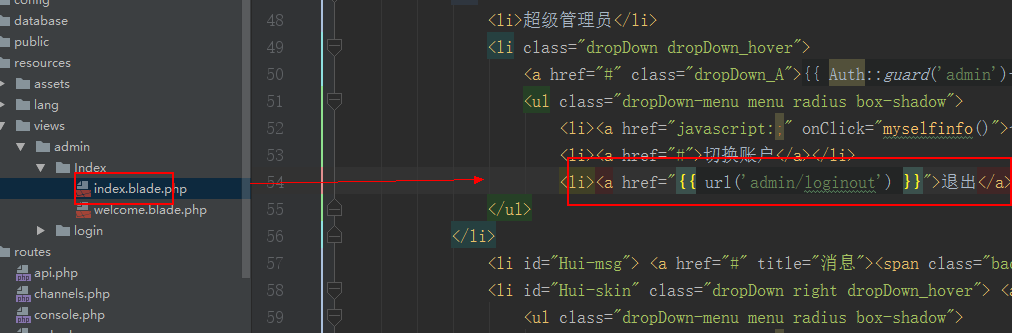 config
database
public
resources
assets
lang
views
admin
Index
index.blade.php
welcome.blade.php
login
routes
api.php
channels.php
console.php
48 <li>超级管理员</li>
49 <li class="dropDown dropDown_hover">
50 <a href="#" class="dropDown_A">{{ Auth::guard('admin')
51 <ul class="dropDown-menu menu radius box-shadow">
52 <li><a href="javascript:;" onClick="myselfinfo()">
53 <li><a href="#">切换账户</a></li>
54 <li><a href="{{ url('admin/loginout') }}">退出</a>
55 </ul>
56 </li>
57 <li id="Hui-msg"> <a href="#" title="消息"><span class="bad
58 <li id="Hui-skin" class="dropDown right dropDown_hover"> <a
59 <ul class="dropDown-menu menu radius box-shadow">